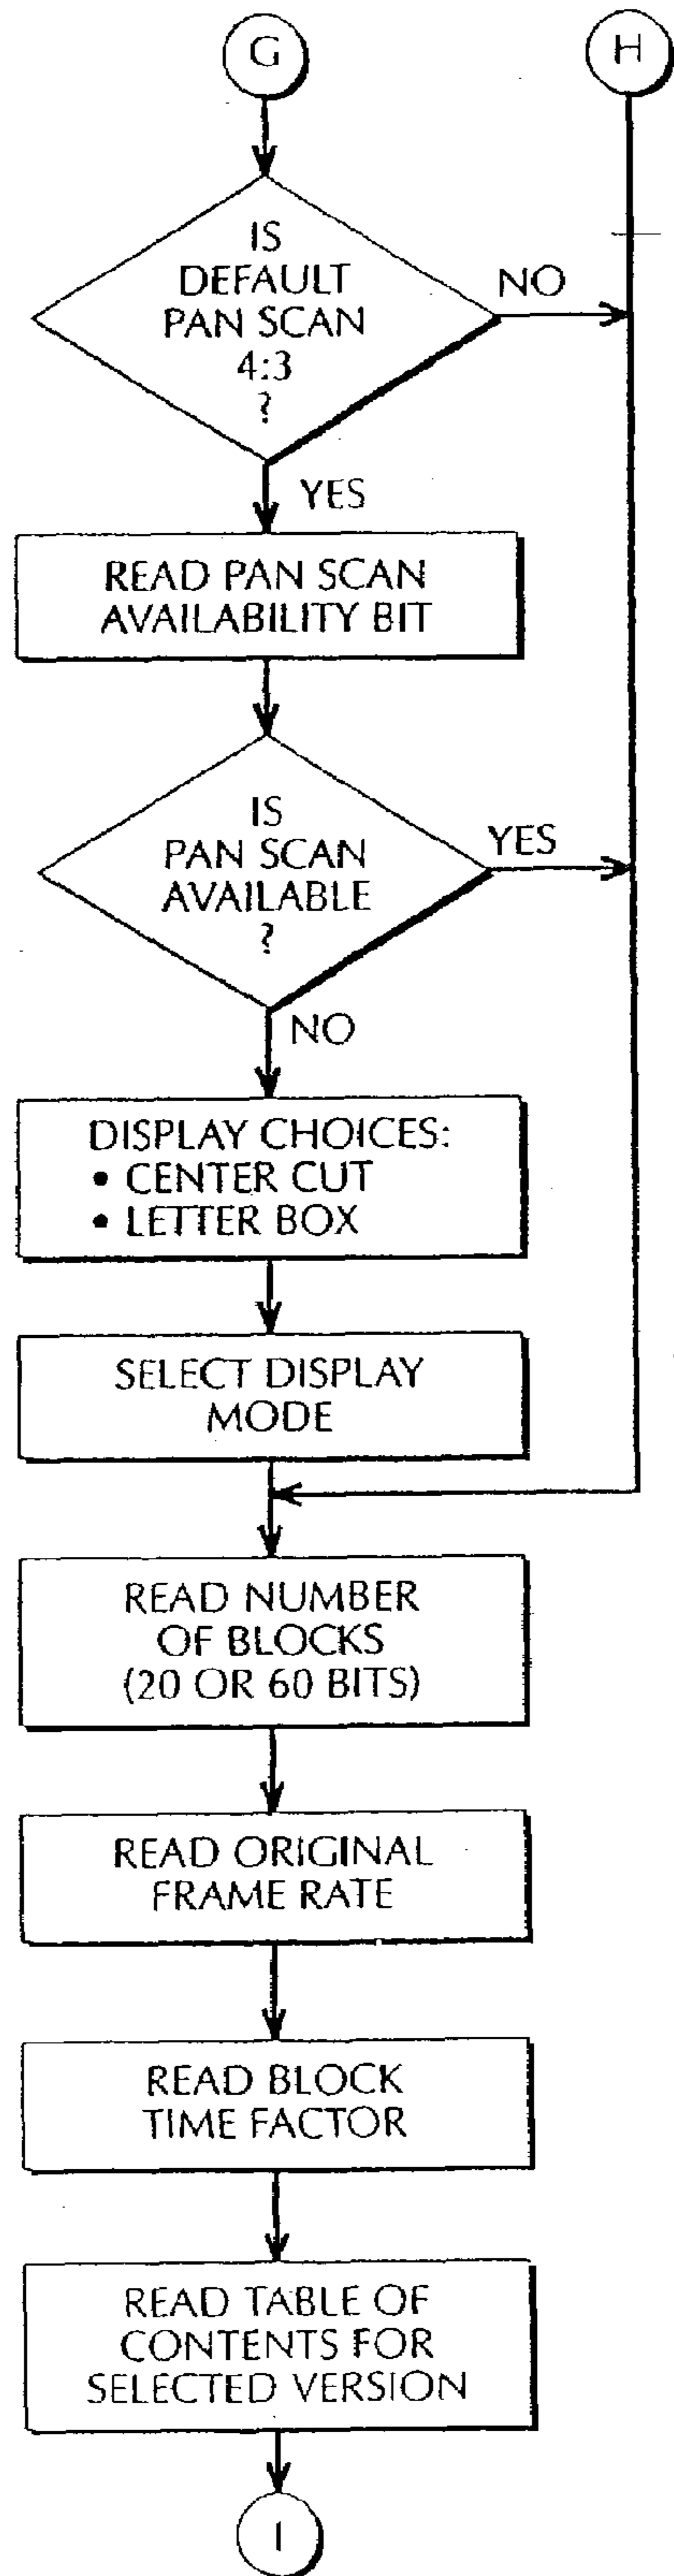 G
H
IS
DEFAULT
PAN SCAN
4:3
?
NO
YES
READ PAN SCAN
AVAILABILITY BIT
IS
PAN SCAN
AVAILABLE
?
YES
NO
DISPLAY CHOICES:
• CENTER CUT
• LETTER BOX
SELECT DISPLAY
MODE
READ NUMBER
OF BLOCKS
(20 OR 60 BITS)
READ ORIGINAL
FRAME RATE
READ BLOCK
TIME FACTOR
READ TABLE OF
CONTENTS FOR
SELECTED VERSION
I